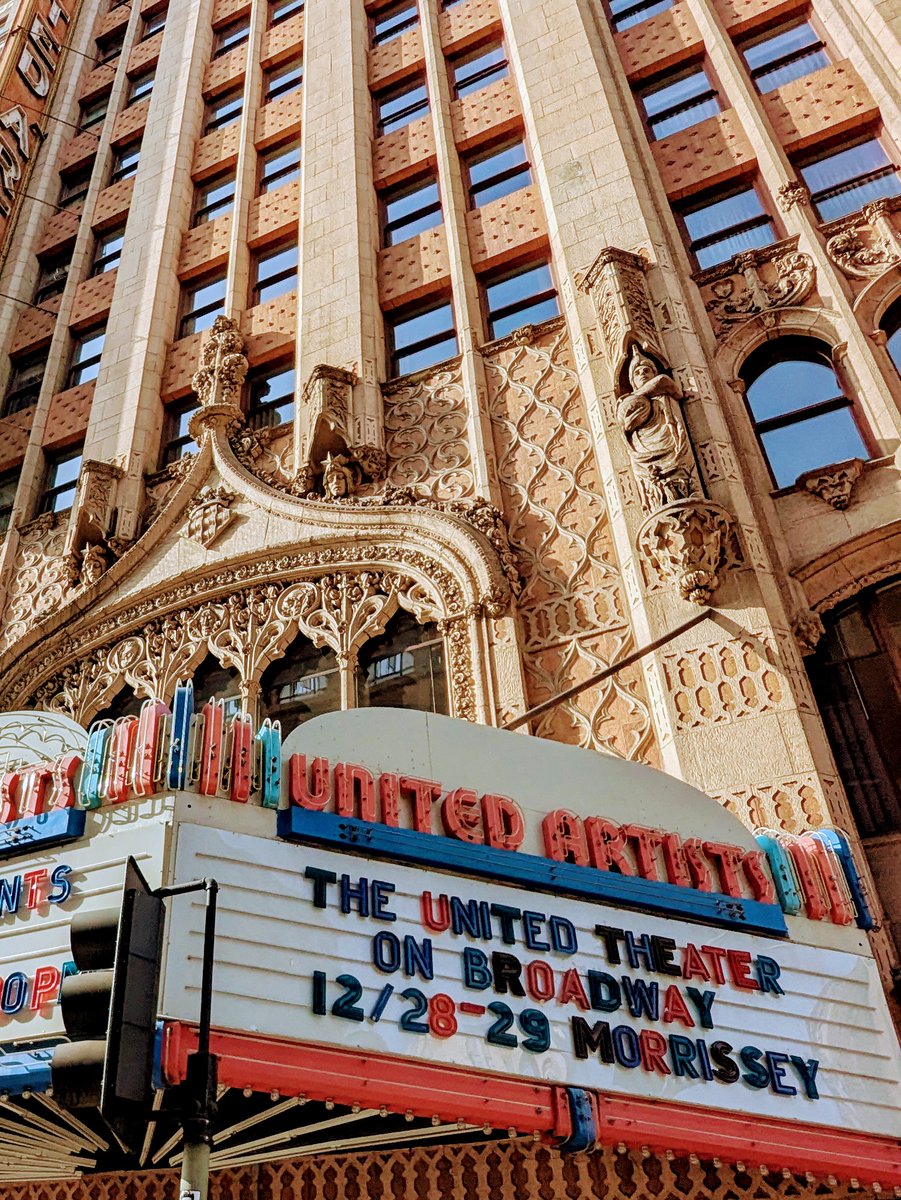 UNITED ARTISTS
THE UNITED THEATER
ON BROADWAY
12/28-29 MORRISSEY